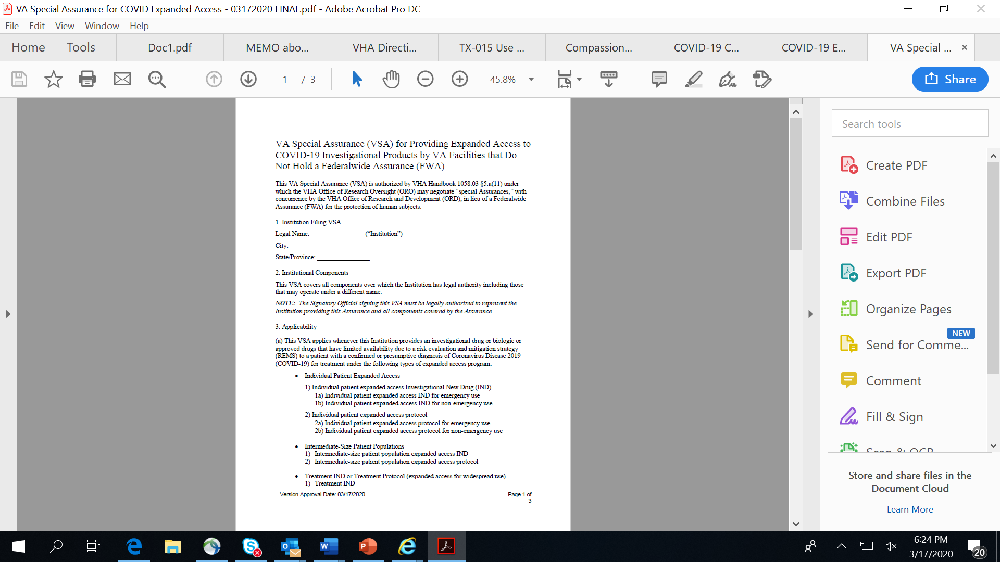 VA Special Assurance for COVID Expanded Access - 03172020 FINAL.pdf - Adobe Acrobat Pro DC
File Edit View Window Help
Home Tools Doc1.pdf MEMO abo... VHA Directi... TX-015 Use ... Compassion... COVID-19 C... COVID-19 E... VA Special ... ×
1 / 3 45.8% Share
VA Special Assurance (VSA) for Providing Expanded Access to
COVID-19 Investigational Products by VA Facilities that Do
Not Hold a Federalwide Assurance (FWA)
This VA Special Assurance (VSA) is authorized by VHA Handbook 1058.03 §5.a(11) under
which the VHA Office of Research Oversight (ORO) may negotiate “special Assurances,” with
concurrence by the VHA Office of Research and Development (ORD), in lieu of a Federalwide
Assurance (FWA) for the protection of human subjects.
1. Institution Filing VSA
Legal Name: ________________ (“Institution”)
City: ________________
State/Province: ________________
2. Institutional Components
This VSA covers all components over which the Institution has legal authority including those
that may operate under a different name.
NOTE: The Signatory Official signing this VSA must be legally authorized to represent the
Institution providing this Assurance and all components covered by the Assurance.
3. Applicability
(a) This VSA applies whenever this Institution provides an investigational drug or biologic or
approved drugs that have limited availability due to a risk evaluation and mitigation strategy
(REMS) to a patient with a confirmed or presumptive diagnosis of Coronavirus Disease 2019
(COVID-19) for treatment under the following types of expanded access program:
• Individual Patient Expanded Access
1) Individual patient expanded access Investigational New Drug (IND)
1a) Individual patient expanded access IND for emergency use
1b) Individual patient expanded access IND for non-emergency use
2) Individual patient expanded access protocol
2a) Individual patient expanded access protocol for emergency use
2b) Individual patient expanded access protocol for non-emergency use
• Intermediate-Size Patient Populations
1) Intermediate-size patient population expanded access IND
2) Intermediate-size patient population expanded access protocol
• Treatment IND or Treatment Protocol (expanded access for widespread use)
1) Treatment IND
Version Approval Date: 03/17/2020 Page 1 of
3
Search tools
Create PDF
Combine Files
Edit PDF
Export PDF
Organize Pages
NEW
Send for Comme...
Comment
Fill & Sign
Scan & OCR
Store and share files in the
Document Cloud
Learn More
6:24 PM
3/17/2020
20